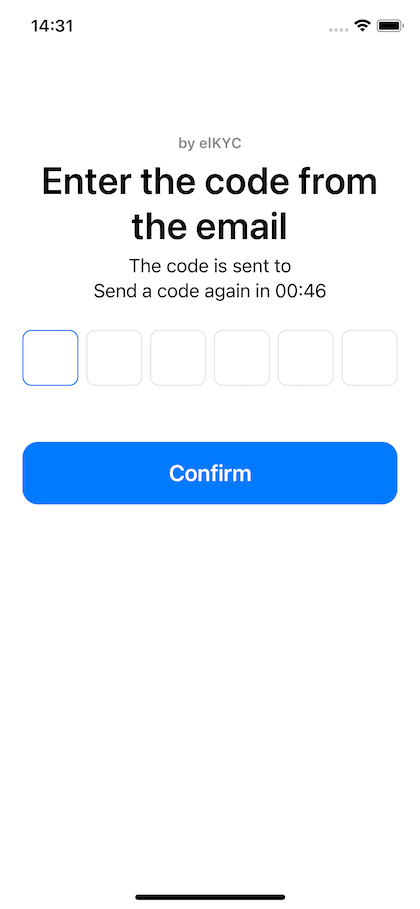 14:31
by eIKYC
Enter the code from
the email
The code is sent to
Send a code again in 00:46
Confirm